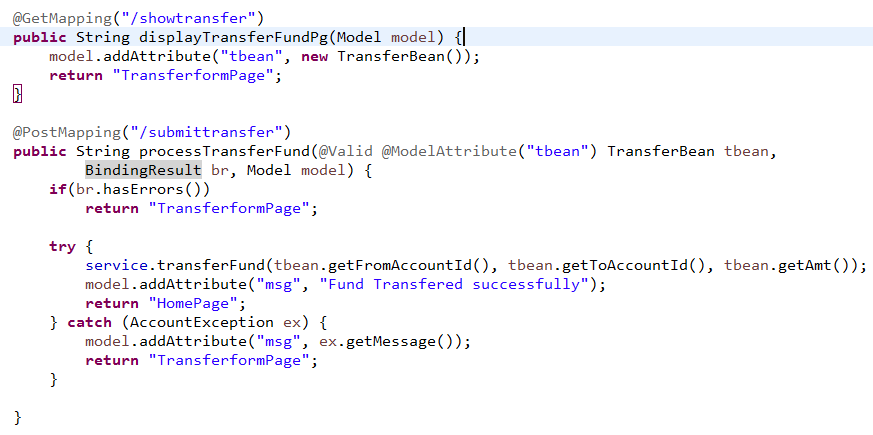 @GetMapping("/showtransfer")
public String displayTransferFundPg(Model model) {
    model.addAttribute("tbean", new TransferBean());
    return "TransferformPage";
}
@PostMapping("/submittransfer")
public String processTransferFund(@Valid @ModelAttribute("tbean") TransferBean tbean,
        BindingResult br, Model model) {
    if(br.hasErrors())
        return "TransferformPage";
    try {
        service.transferFund(tbean.getFromAccountId(), tbean.getToAccountId(), tbean.getAmt());
        model.addAttribute("msg", "Fund Transfered successfully");
        return "HomePage";
    } catch (AccountException ex) {
        model.addAttribute("msg", ex.getMessage());
        return "TransferformPage";
    }
}